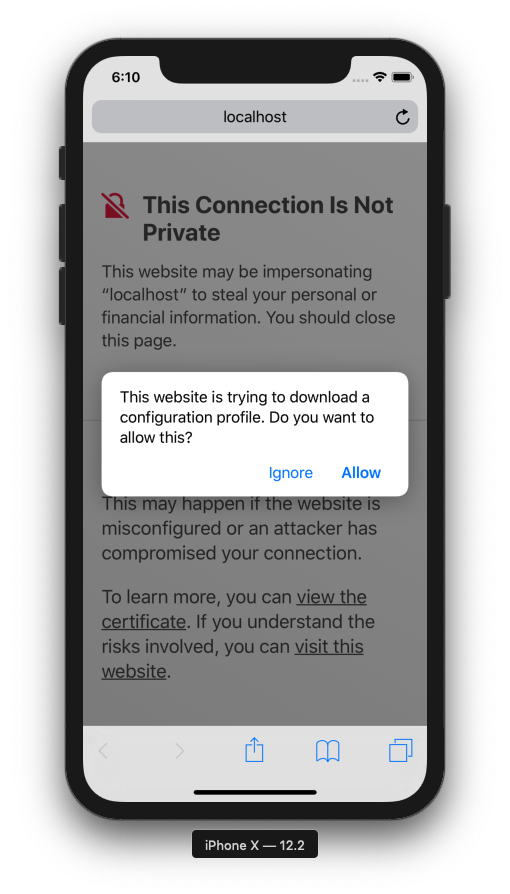 6:10
localhost
This Connection Is Not
Private
This website may be impersonating
“localhost” to steal your personal or
financial information. You should close
this page.
This website is trying to download a
configuration profile. Do you want to
allow this?
Ignore
Allow
This may happen if the website is
misconfigured or an attacker has
compromised your connection.
To learn more, you can view the
certificate. If you understand the
risks involved, you can visit this
website.
iPhone X — 12.2